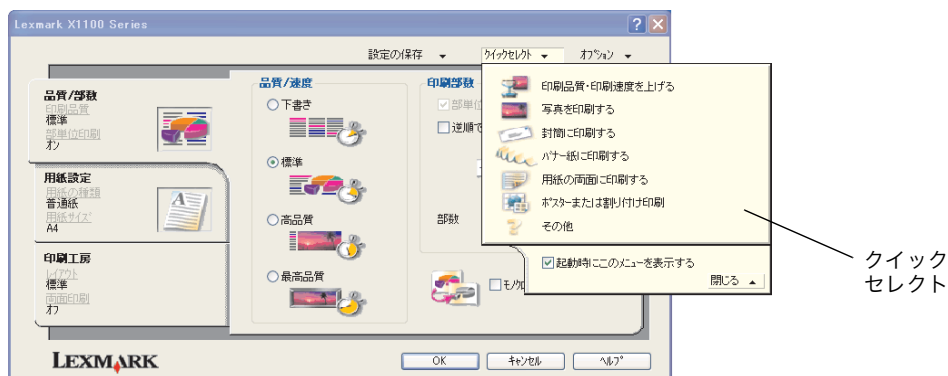 Lexmark X1100 Series
設定の保存
クイックセレクト
オプション
品質/部数
印刷品質
標準
部単位印刷
オン
用紙設定
用紙の種類
普通紙
用紙サイズ
A4
印刷工房
レイアウト
標準
両面印刷
オフ
品質/速度
下書き
標準
高品質
最高品質
印刷部数
部単位
逆順で
部数
モノクロ
印刷品質・印刷速度を上げる
写真を印刷する
封筒に印刷する
バナー紙に印刷する
用紙の両面に印刷する
ポスターまたは割り付け印刷
その他
起動時にこのメニューを表示する
閉じる
クイック
セレクト
LEXMARK
OK
キャンセル
ヘルプ